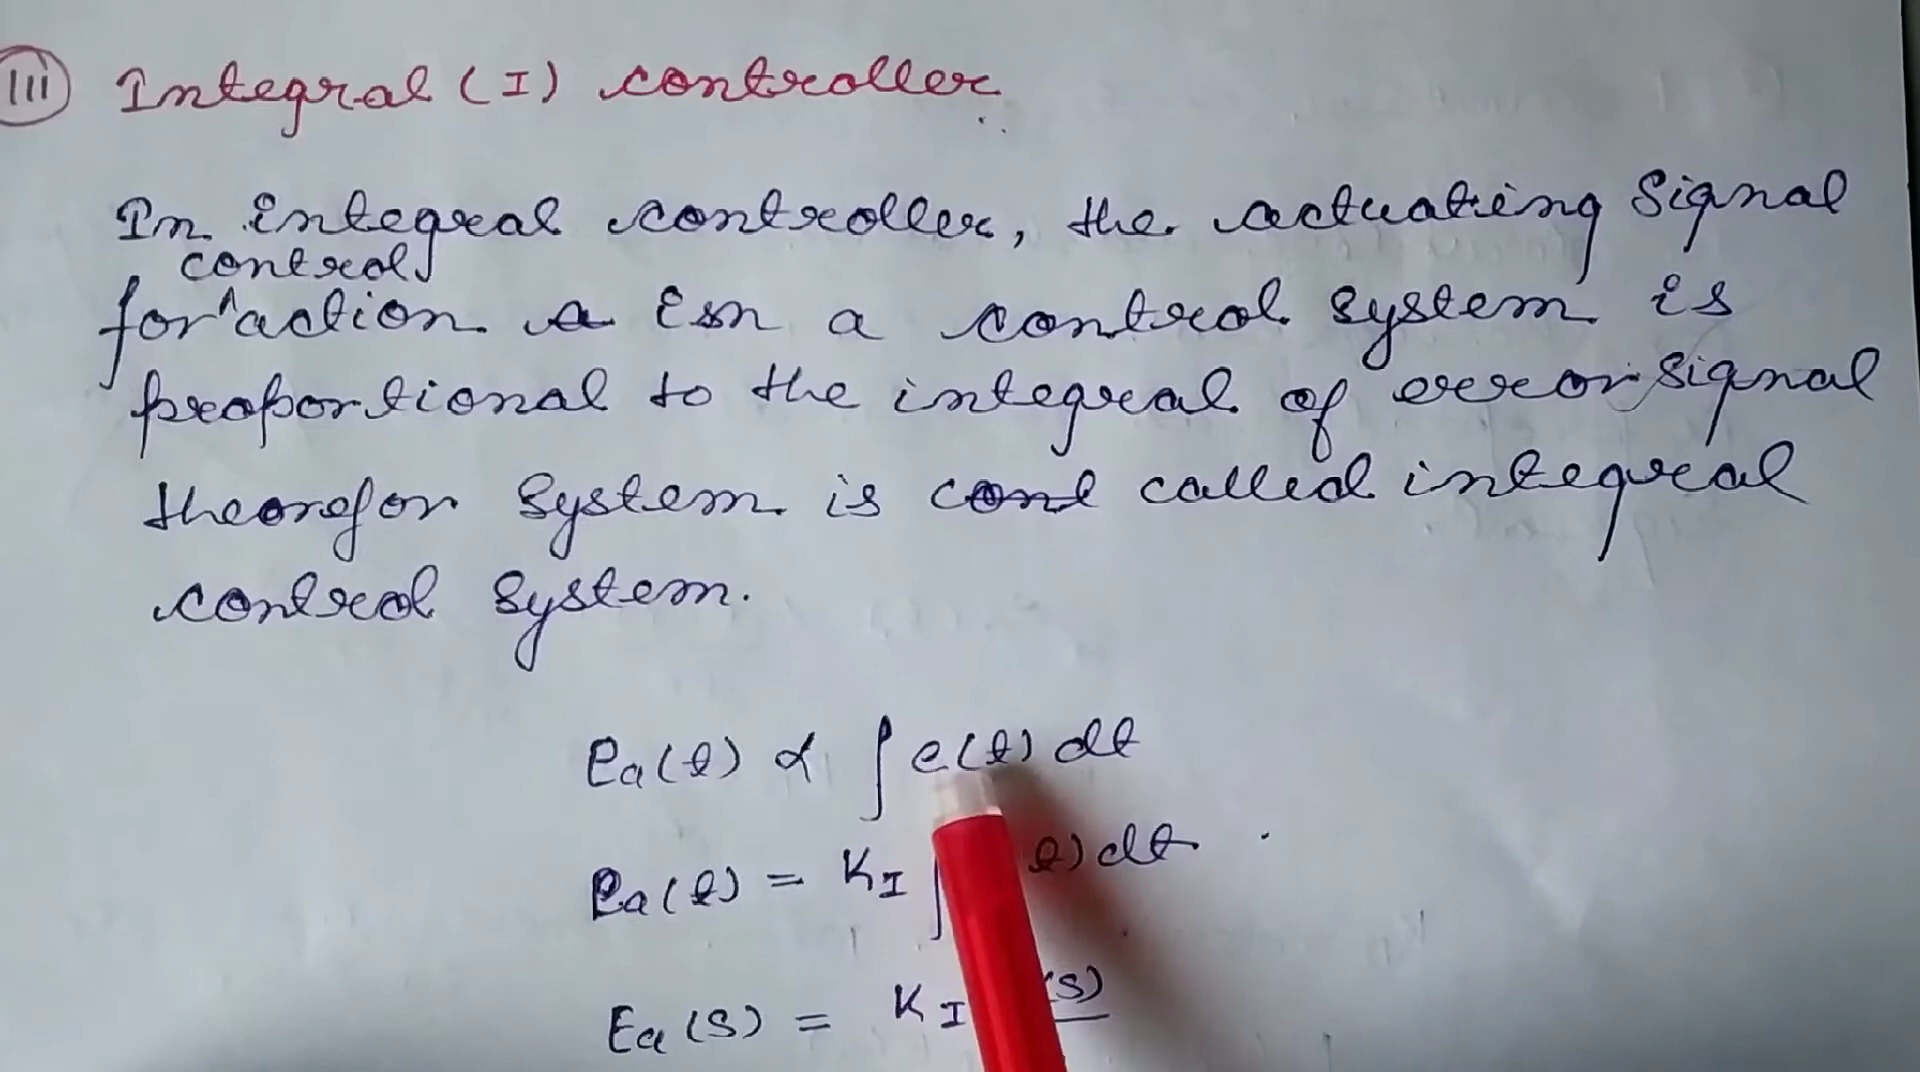 III Integral (I) controller
In integral controller, the actuating signal
control
for action in a control system is
proportional to the integral of error signal
theorefor system is called integral
control system.
ea(t) ∝ ∫ e(t) dt
ea(t) = KI ∫ t) dt
Ea(s) = KI (s)